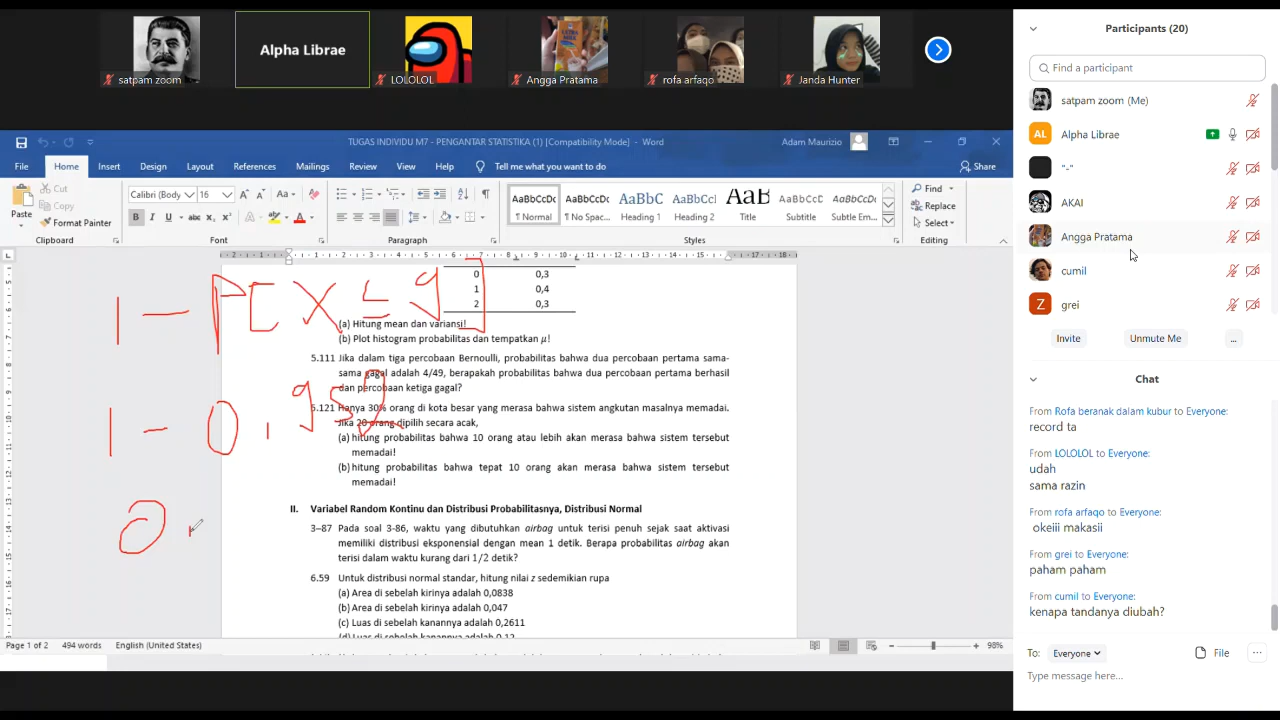 satpam zoom
Alpha Librae
LOLOLOL
Angga Pratama
rofa arfaqo
Janda Hunter
TUGAS INDIVIDU M7 - PENGANTAR STATISTIKA (1) [Compatibility Mode] - Word
Adam Maurizio
File Home Insert Design Layout References Mailings Review View Help Tell me what you want to do Share
Paste
Cut
Copy
Format Painter
Clipboard
Calibri (Body) 16
Font
Paragraph
AaBbCcDc AaBbCcDc AaBbC AaBbCcI AaB AaBbCcC AaBbCcDc
¶ Normal ¶ No Spac... Heading 1 Heading 2 Title Subtitle Subtle Em...
Styles
Find
Replace
Select
Editing
0 0,3
1 0,4
2 0,3
(a) Hitung mean dan variansi!
(b) Plot histogram probabilitas dan tempatkan μ!
5.111 Jika dalam tiga percobaan Bernoulli, probabilitas bahwa dua percobaan pertama sama-
sama gagal adalah 4/49, berapakah probabilitas bahwa dua percobaan pertama berhasil
dan percobaan ketiga gagal?
5.121 Hanya 30% orang di kota besar yang merasa bahwa sistem angkutan masalnya memadai.
Jika 20 orang dipilih secara acak,
(a) hitung probabilitas bahwa 10 orang atau lebih akan merasa bahwa sistem tersebut
memadai!
(b) hitung probabilitas bahwa tepat 10 orang akan merasa bahwa sistem tersebut
memadai!
II. Variabel Random Kontinu dan Distribusi Probabilitasnya, Distribusi Normal
3–87 Pada soal 3-86, waktu yang dibutuhkan airbag untuk terisi penuh sejak saat aktivasi
memiliki distribusi eksponensial dengan mean 1 detik. Berapa probabilitas airbag akan
terisi dalam waktu kurang dari 1/2 detik?
6.59 Untuk distribusi normal standar, hitung nilai z sedemikian rupa
(a) Area di sebelah kirinya adalah 0,0838
(b) Area di sebelah kirinya adalah 0,047
(c) Luas di sebelah kanannya adalah 0,2611
(d) Luas di sebelah kanannya adalah 0,12
1 - P[X ≤ 9]
1 - 0,952
0,
Page 1 of 2 494 words English (United States) 98%
Participants (20)
Find a participant
satpam zoom (Me)
AL Alpha Librae
"-"
AKAI
Angga Pratama
cumil
Z grei
Invite Unmute Me ...
Chat
From Rofa beranak dalam kubur to Everyone:
record ta
From LOLOLOL to Everyone:
udah
sama razin
From rofa arfaqo to Everyone:
okeiii makasii
From grei to Everyone:
paham paham
From cumil to Everyone:
kenapa tandanya diubah?
To: Everyone File ...
Type message here...